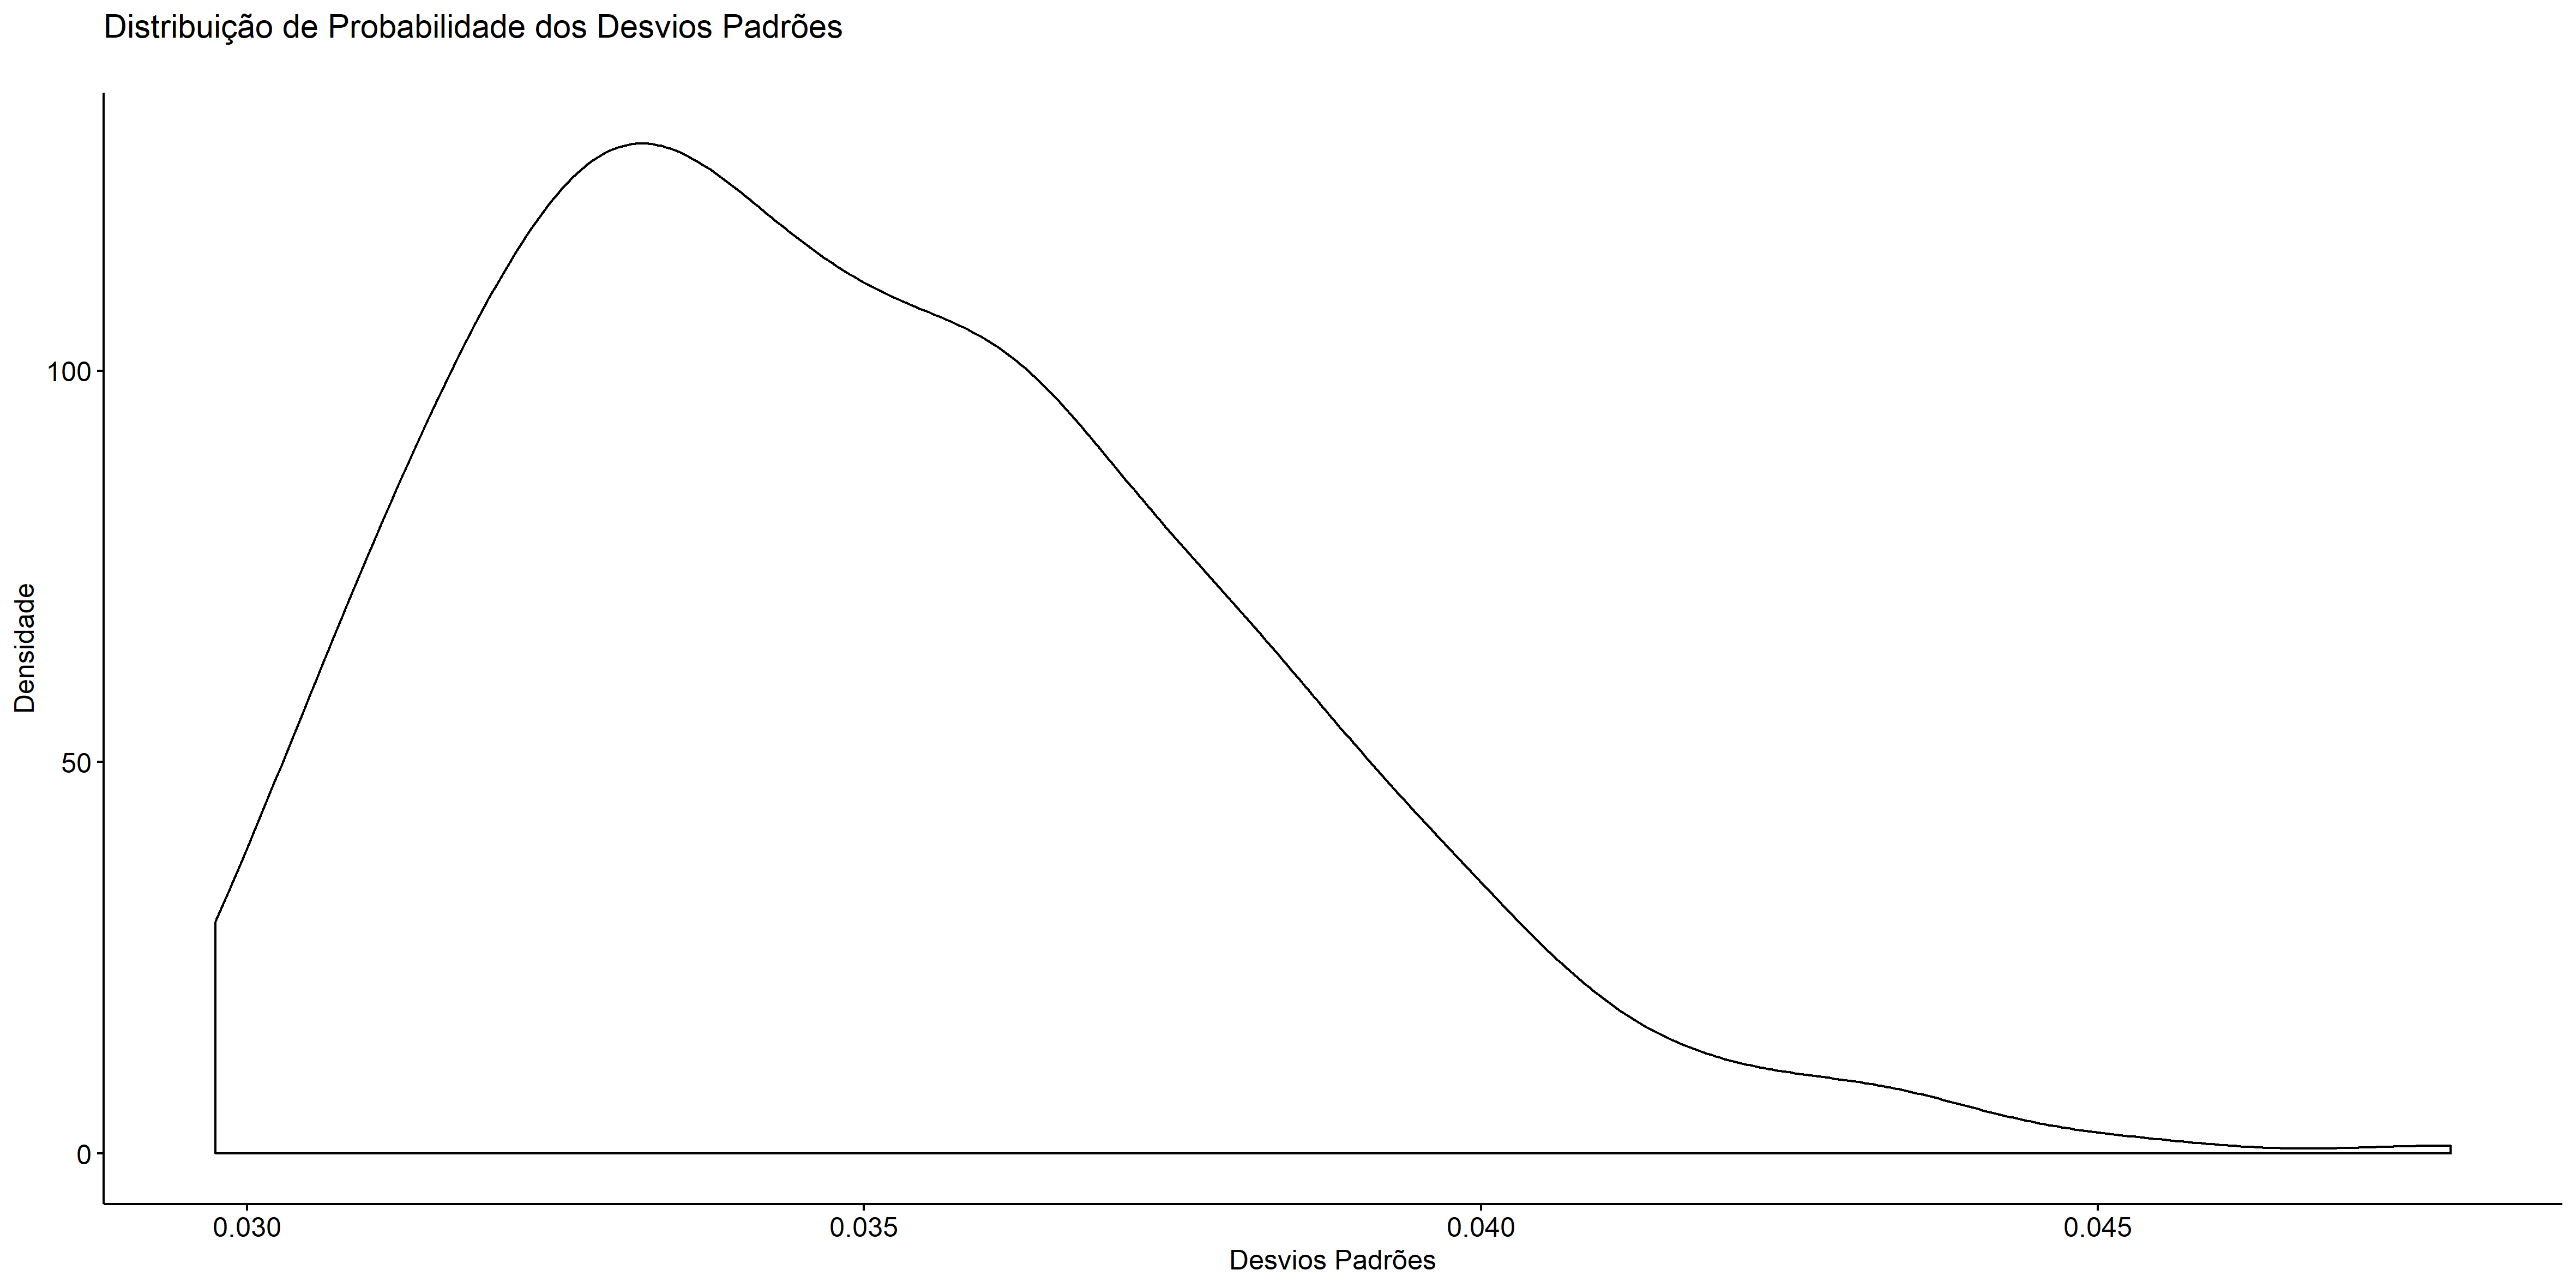 Distribuição de Probabilidade dos Desvios Padrões
100
50
0
Densidade
0.030 0.035 0.040 0.045
Desvios Padrões